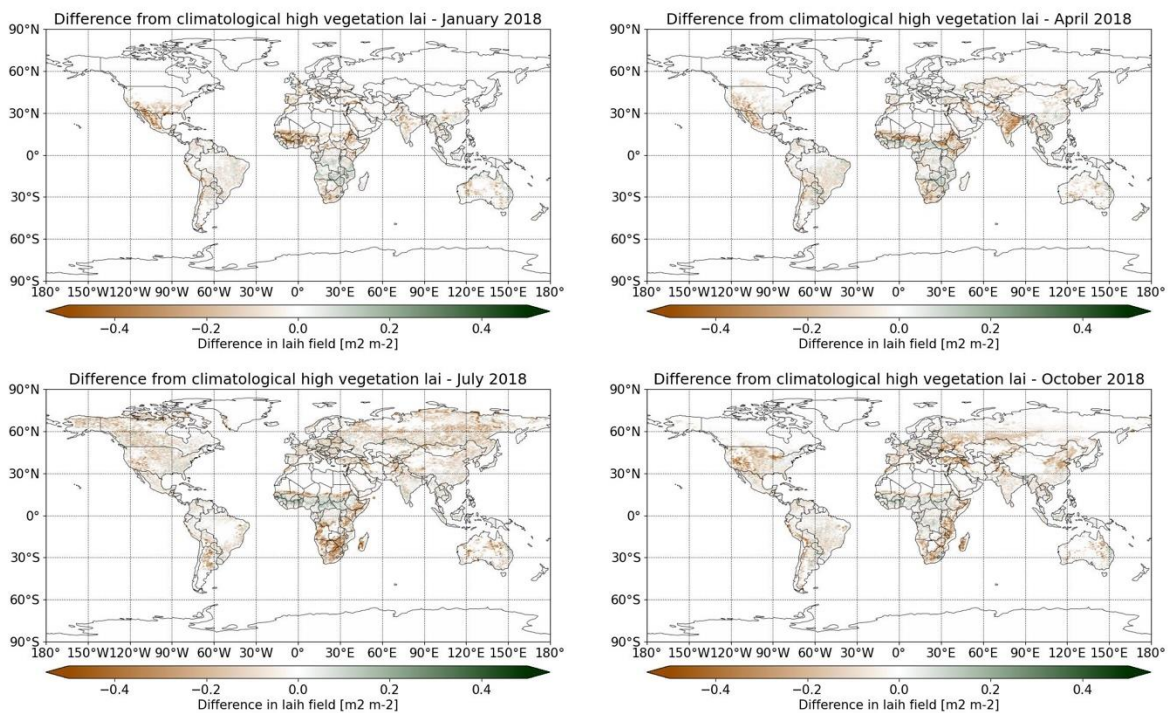 Difference from climatological high vegetation lai - January 2018
90°N
60°N
30°N
0°
30°S
60°S
90°S
180° 150°W120°W 90°W 60°W 30°W 0° 30°E 60°E 90°E 120°E 150°E 180°
−0.4 −0.2 0.0 0.2 0.4
Difference in laih field [m2 m-2]
Difference from climatological high vegetation lai - April 2018
90°N
60°N
30°N
0°
30°S
60°S
90°S
180° 150°W120°W 90°W 60°W 30°W 0° 30°E 60°E 90°E 120°E 150°E 180°
−0.4 −0.2 0.0 0.2 0.4
Difference in laih field [m2 m-2]
Difference from climatological high vegetation lai - July 2018
90°N
60°N
30°N
0°
30°S
60°S
90°S
180° 150°W120°W 90°W 60°W 30°W 0° 30°E 60°E 90°E 120°E 150°E 180°
−0.4 −0.2 0.0 0.2 0.4
Difference in laih field [m2 m-2]
Difference from climatological high vegetation lai - October 2018
90°N
60°N
30°N
0°
30°S
60°S
90°S
180° 150°W120°W 90°W 60°W 30°W 0° 30°E 60°E 90°E 120°E 150°E 180°
−0.4 −0.2 0.0 0.2 0.4
Difference in laih field [m2 m-2]